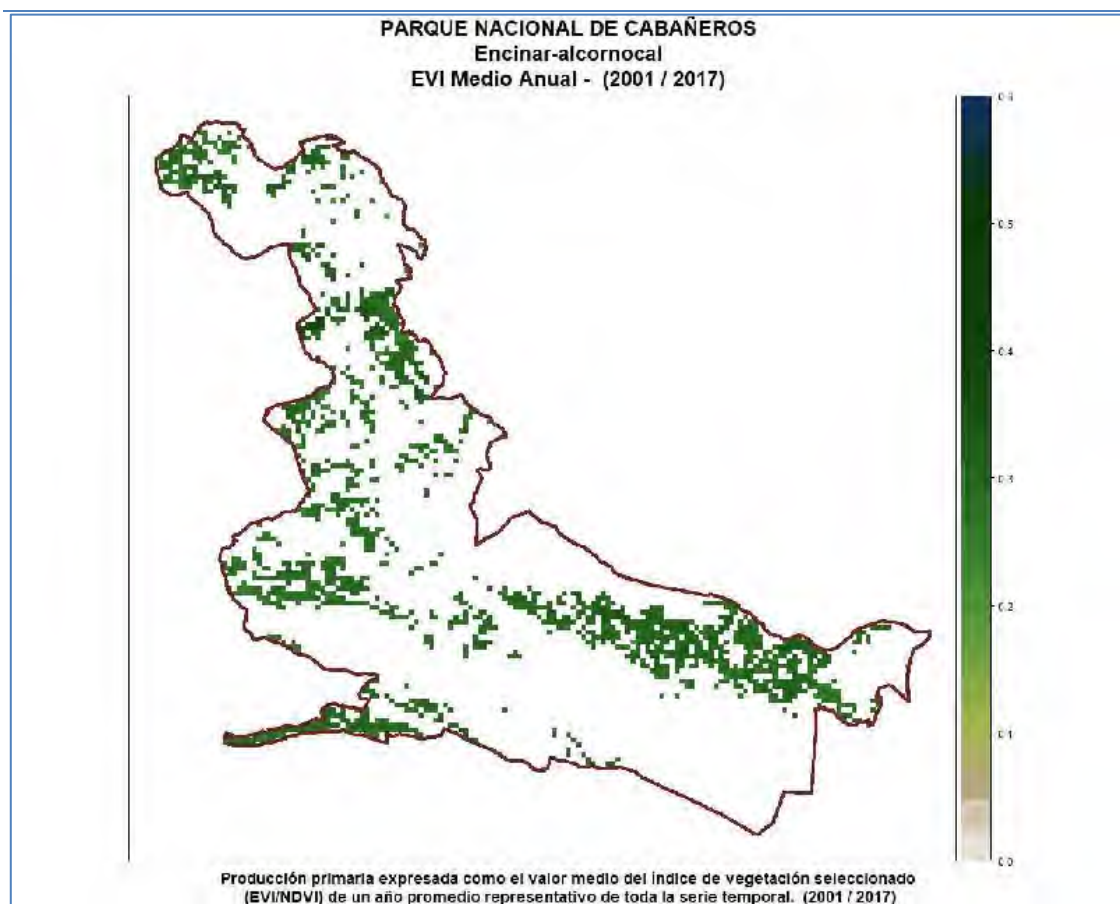 PARQUE NACIONAL DE CABAÑEROS
Encinar-alcornocal
EVI Medio Anual - (2001 / 2017)
0.6
0.5
0.4
0.3
0.2
0.1
0.0
Producción primaria expresada como el valor medio del índice de vegetación seleccionado
(EVI/NDVI) de un año promedio representativo de toda la serie temporal. (2001 / 2017)